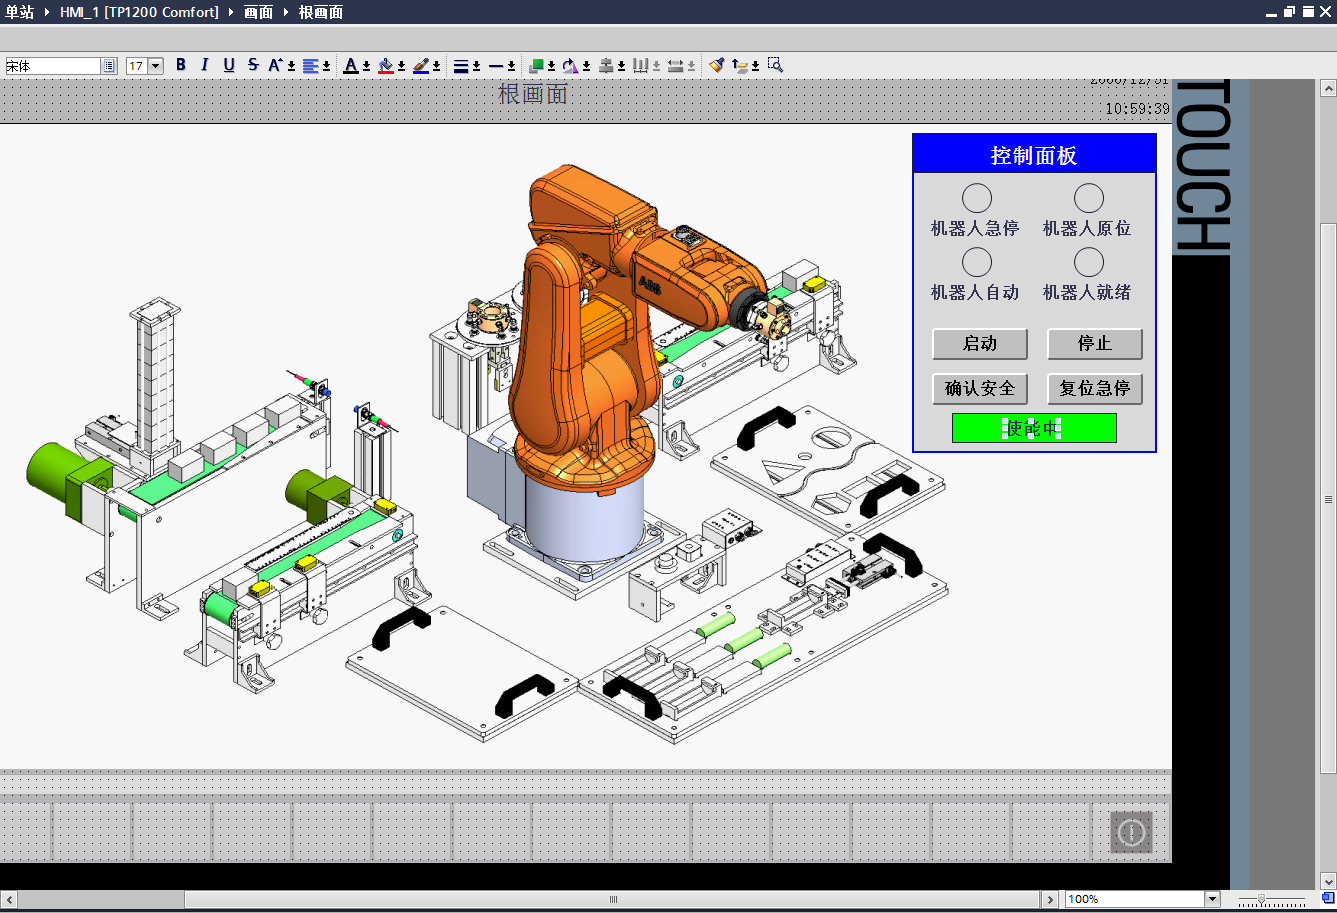 单站 HMI_1 [TP1200 Comfort] 画面 根画面
宋体 17 B I U S A A
根画面
10:59:39
TOUCH
控制面板
机器人急停 机器人原位
机器人自动 机器人就绪
启动 停止
确认安全 复位急停
使能中
ABB
100%